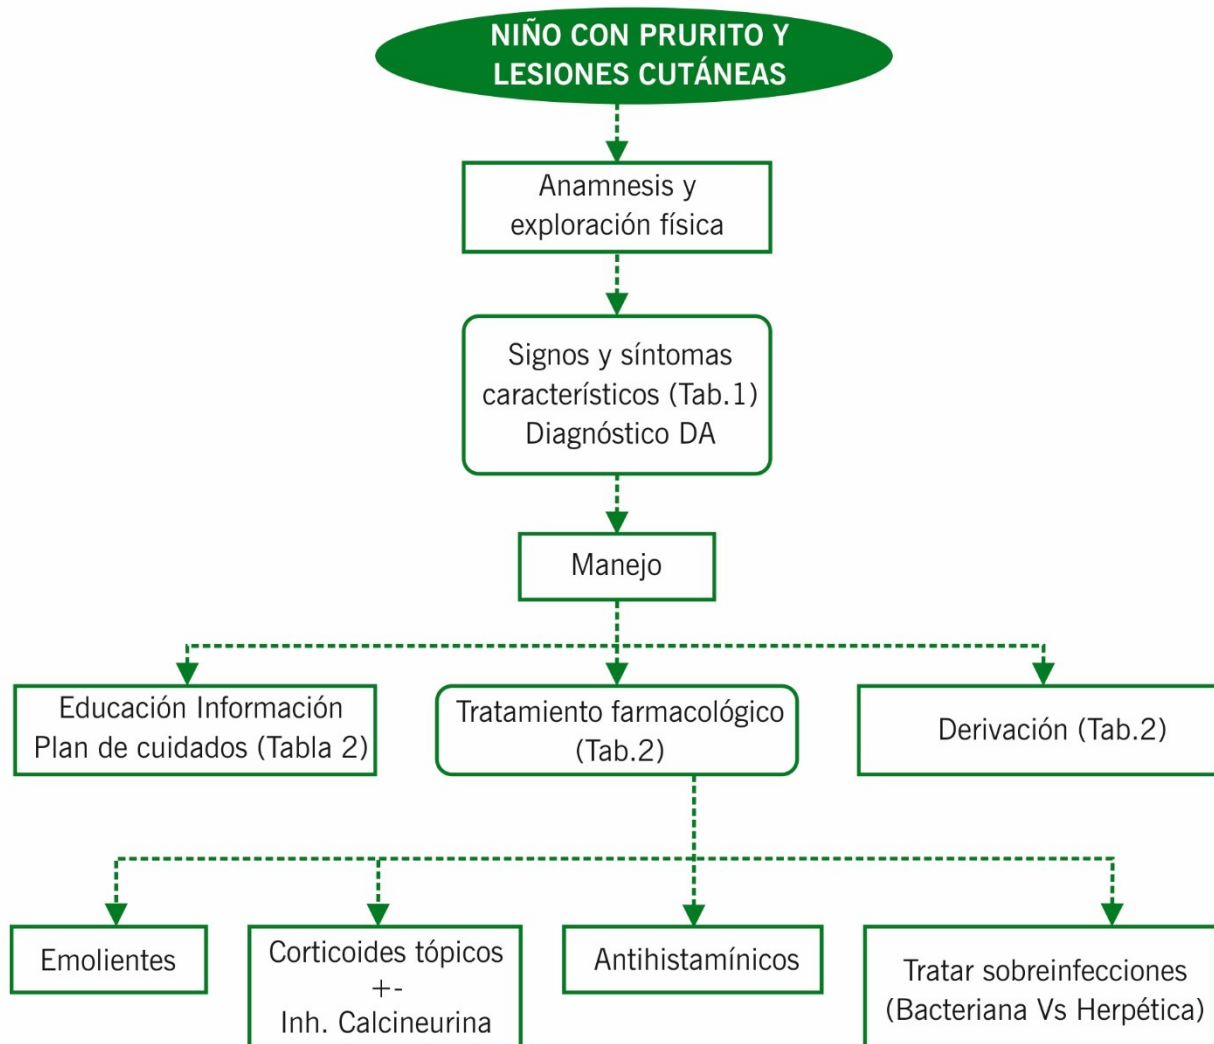 NIÑO CON PRURITO Y
LESIONES CUTÁNEAS
Anamnesis y
exploración física
Signos y síntomas
característicos (Tab.1)
Diagnóstico DA
Manejo
Educación Información
Plan de cuidados (Tabla 2)
Tratamiento farmacológico
(Tab.2)
Derivación (Tab.2)
Emolientes
Corticoides tópicos
+-
Inh. Calcineurina
Antihistamínicos
Tratar sobreinfecciones
(Bacteriana Vs Herpética)